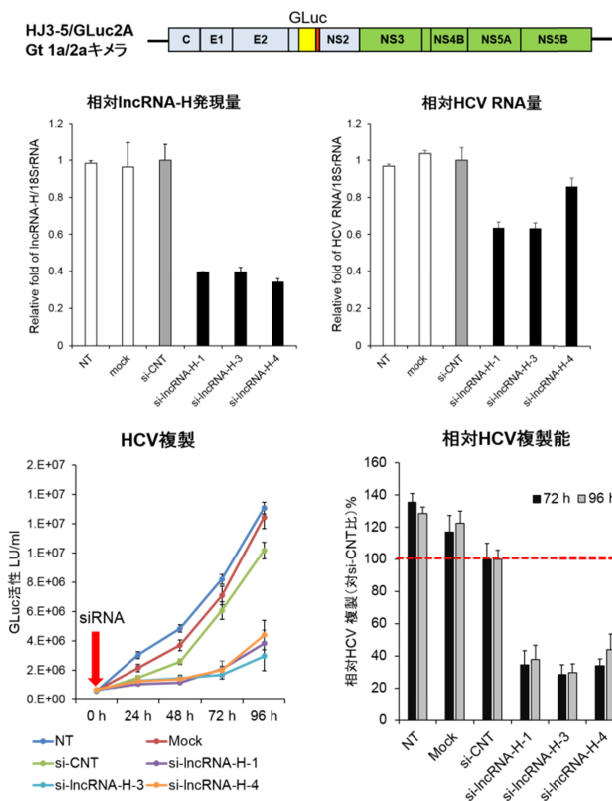 GLuc
HJ3-5/GLuc2A
Gt 1a/2aキメラ
C E1 E2 NS2 NS3 NS4B NS5A NS5B
相対lncRNA-H発現量
Relative fold of lncRNA-H/18SrRNA
1.2
1
0.8
0.6
0.4
0.2
0
NT mock si-CNT si-lncRNA-H-1 si-lncRNA-H-3 si-lncRNA-H-4
相対HCV RNA量
Relative fold of HCV RNA/18SrRNA
1.2
1
0.8
0.6
0.4
0.2
0
NT mock si-CNT si-lncRNA-H-1 si-lncRNA-H-3 si-lncRNA-H-4
HCV複製
GLuc活性 LU/ml
2.E+07
1.E+07
1.E+07
1.E+07
8.E+06
6.E+06
4.E+06
2.E+06
0.E+00
siRNA
0 h 24 h 48 h 72 h 96 h
NT Mock
si-CNT si-lncRNA-H-1
si-lncRNA-H-3 si-lncRNA-H-4
相対HCV複製能
相対HCV 複製(対si-CNT比)%
160
140
120
100
80
60
40
20
0
72 h 96 h
NT Mock si-CNT si-lncRNA-H-1 si-lncRNA-H-3 si-lncRNA-H-4